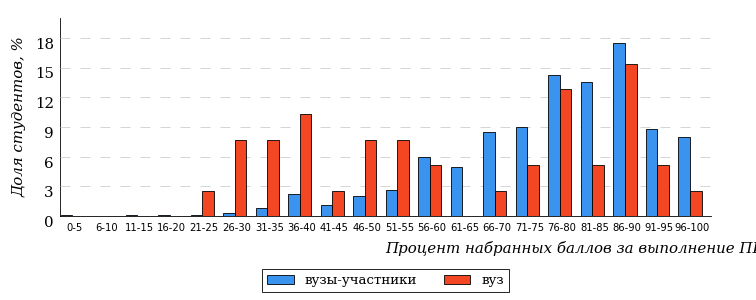 Доля студентов, %
18
15
12
9
6
3
0
0-5 6-10 11-15 16-20 21-25 26-30 31-35 36-40 41-45 46-50 51-55 56-60 61-65 66-70 71-75 76-80 81-85 86-90 91-95 96-100
Процент набранных баллов за выполнение
вузы-участники вуз